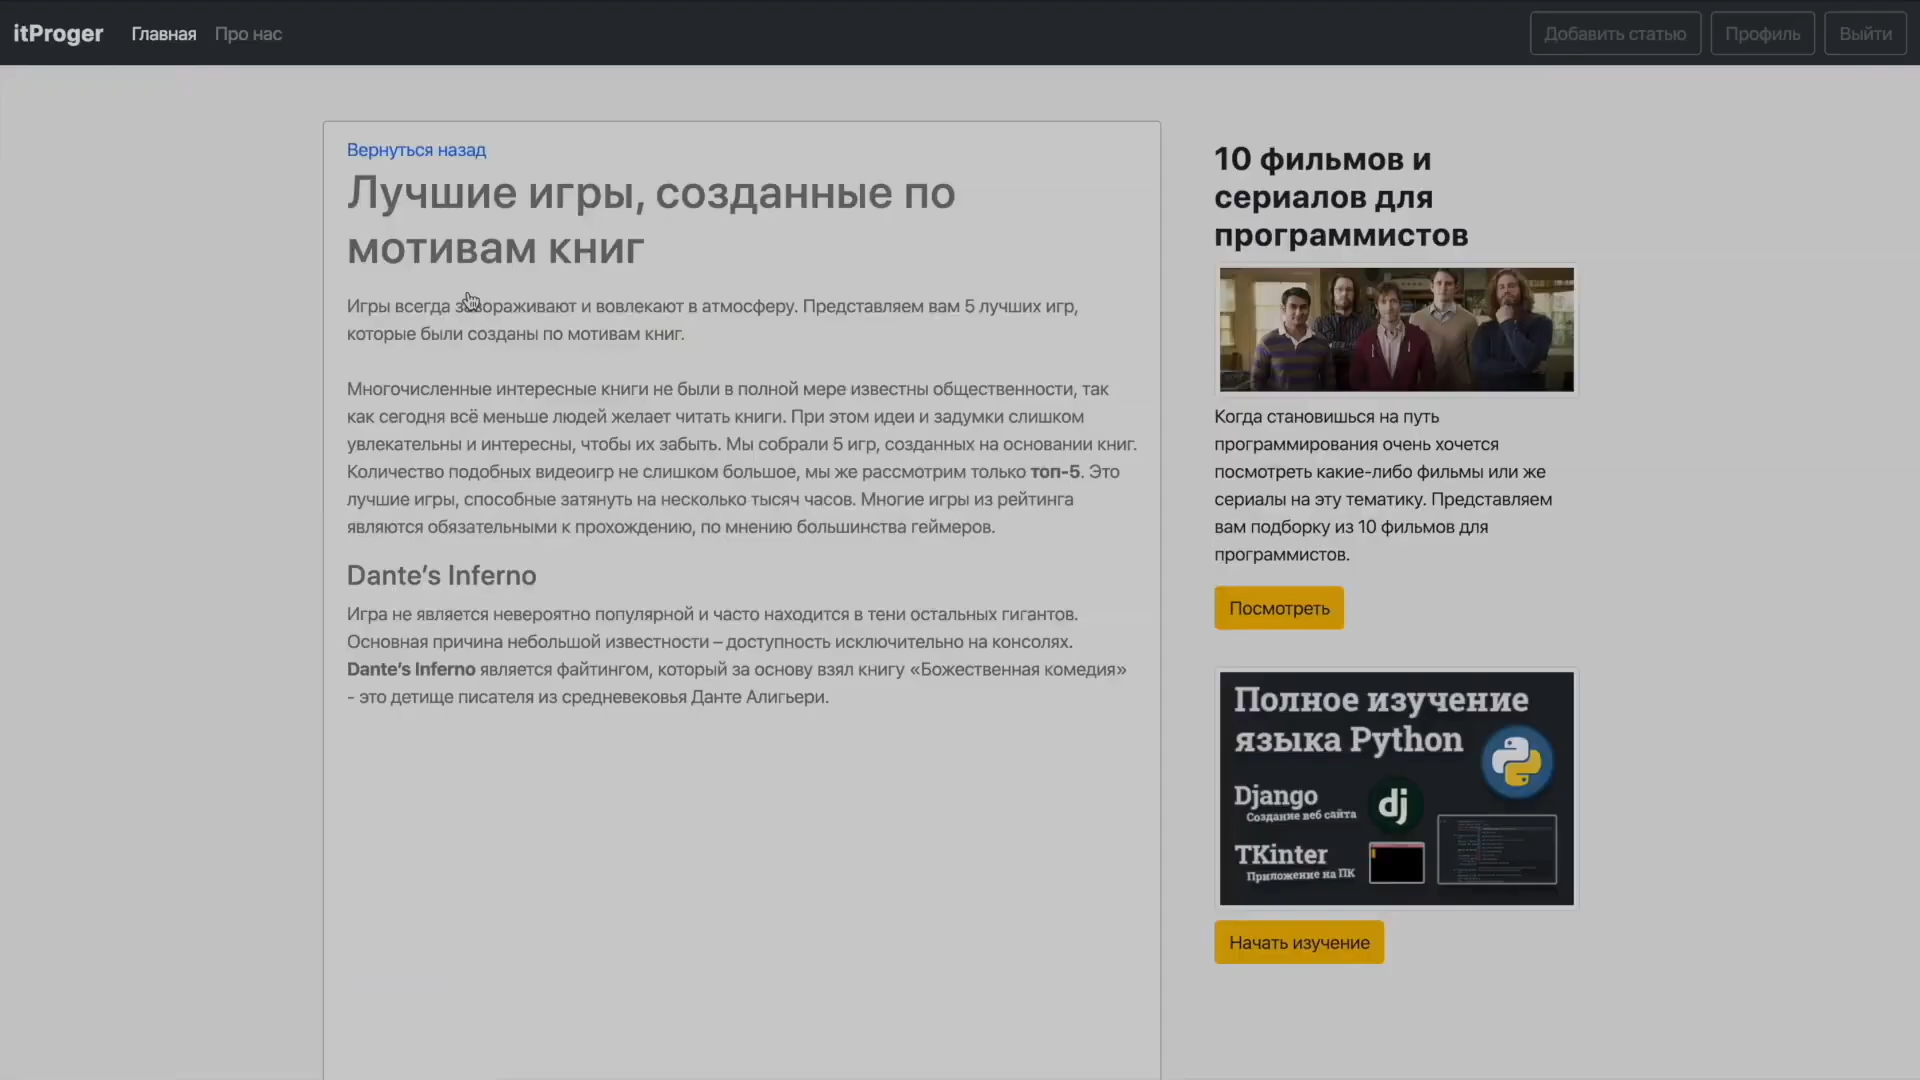 itProger Главная Про нас Добавить статью Профиль Выйти
Вернуться назад
Лучшие игры, созданные по
мотивам книг
Игры всегда завораживают и вовлекают в атмосферу. Представляем вам 5 лучших игр,
которые были созданы по мотивам книг.
Многочисленные интересные книги не были в полной мере известны общественности, так
как сегодня всё меньше людей желает читать книги. При этом идеи и задумки слишком
увлекательны и интересны, чтобы их забыть. Мы собрали 5 игр, созданных на основании книг.
Количество подобных видеоигр не слишком большое, мы же рассмотрим только топ-5. Это
лучшие игры, способные затянуть на несколько тысяч часов. Многие игры из рейтинга
являются обязательными к прохождению, по мнению большинства геймеров.
Dante’s Inferno
Игра не является невероятно популярной и часто находится в тени остальных гигантов.
Основная причина небольшой известности – доступность исключительно на консолях.
Dante’s Inferno является файтингом, который за основу взял книгу «Божественная комедия»
- это детище писателя из средневековья Данте Алигьери.
10 фильмов и
сериалов для
программистов
Когда становишься на путь
программирования очень хочется
посмотреть какие-либо фильмы или же
сериалы на эту тематику. Представляем
вам подборку из 10 фильмов для
программистов.
Посмотреть
Полное изучение
языка Python
Django
Создание веб сайта
dj
TKinter
Приложение на ПК
Начать изучение